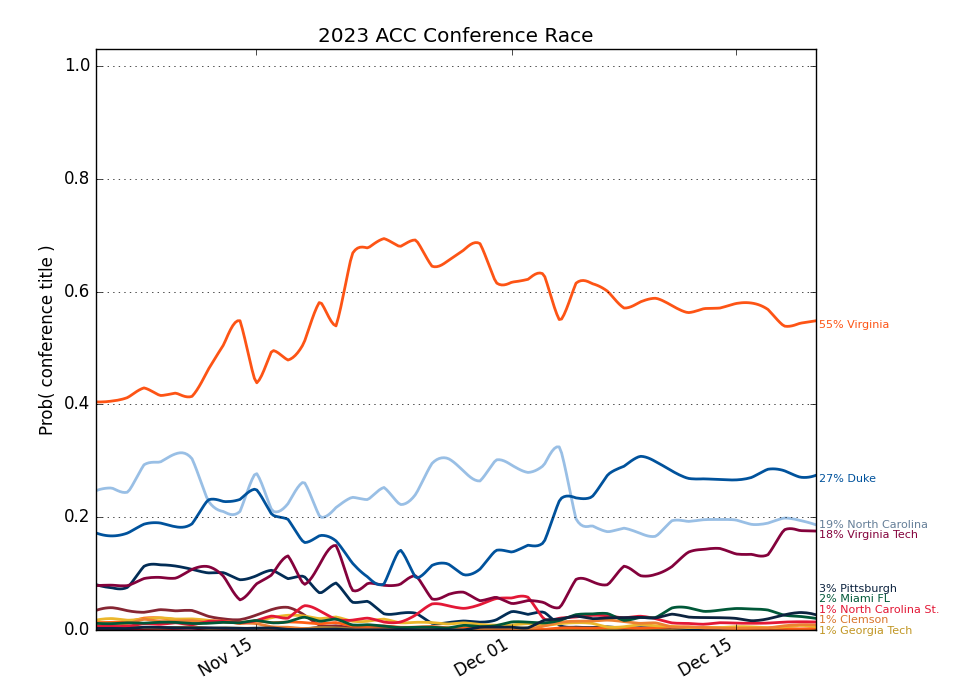 2023 ACC Conference Race
Prob( conference title )
1.0
0.8
0.6
0.4
0.2
0.0
Nov 15
Dec 01
Dec 15
55% Virginia
27% Duke
19% North Carolina
18% Virginia Tech
3% Pittsburgh
2% Miami FL
1% North Carolina St.
1% Clemson
1% Georgia Tech